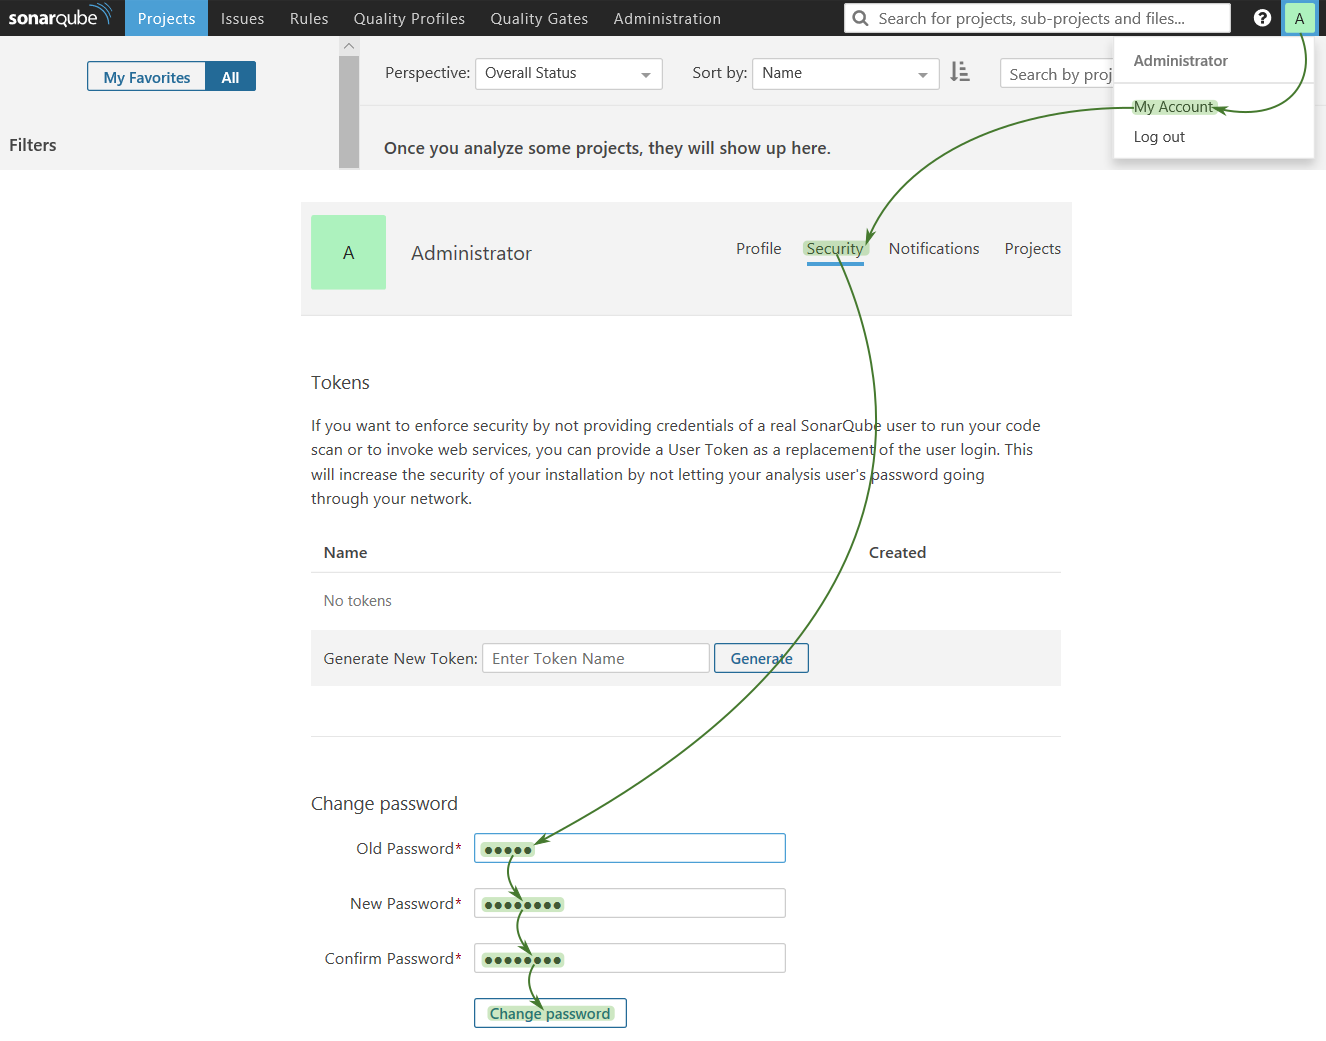 sonarqube Projects Issues Rules Quality Profiles Quality Gates Administration Search for projects, sub-projects and files... ? A
My Favorites All Perspective: Overall Status Sort by: Name Search by proj
Administrator
My Account
Log out
Filters
Once you analyze some projects, they will show up here.
A Administrator Profile Security Notifications Projects
Tokens
If you want to enforce security by not providing credentials of a real SonarQube user to run your code
scan or to invoke web services, you can provide a User Token as a replacement of the user login. This
will increase the security of your installation by not letting your analysis user's password going
through your network.
Name Created
No tokens
Generate New Token: Enter Token Name Generate
Change password
Old Password* ●●●●●
New Password* ●●●●●●●●
Confirm Password* ●●●●●●●●
Change password